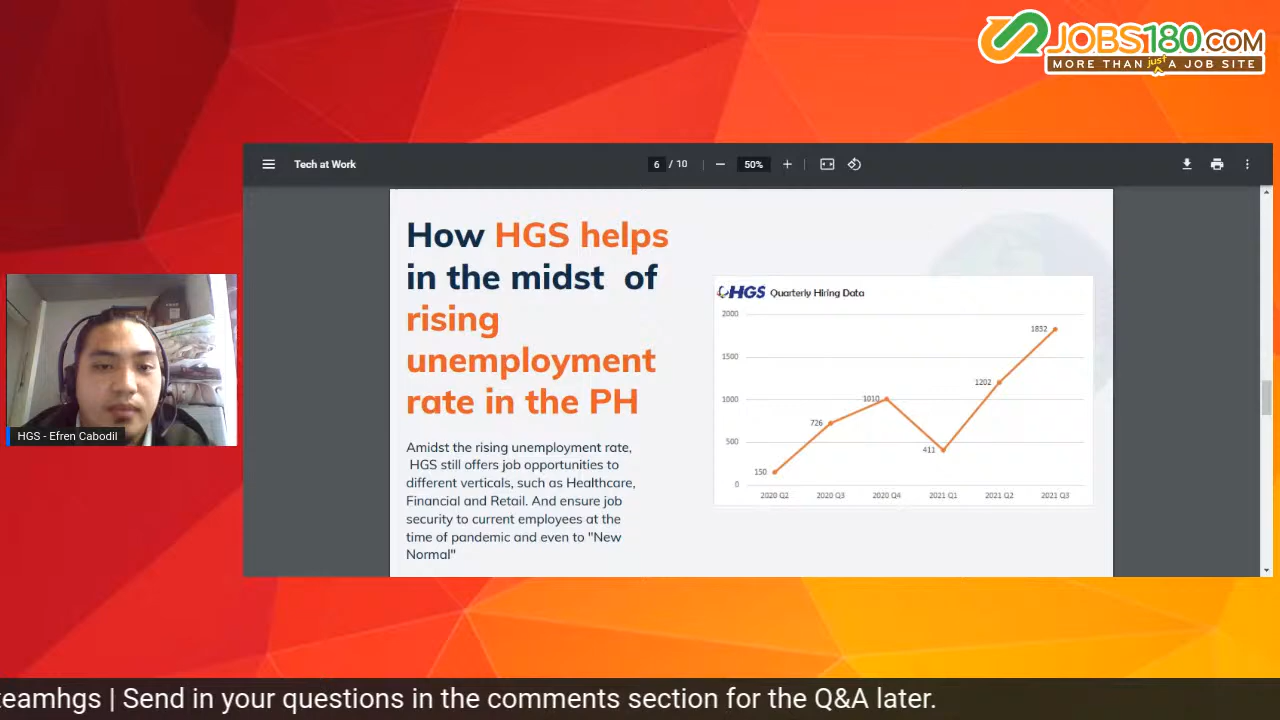 JOBS180.COM
MORE THAN just A JOB SITE
Tech at Work
6 / 10
50%
How HGS helps
in the midst of
rising
unemployment
rate in the PH
Amidst the rising unemployment rate,
HGS still offers job opportunities to
different verticals, such as Healthcare,
Financial and Retail. And ensure job
security to current employees at the
time of pandemic and even to "New
Normal"
HGS Quarterly Hiring Data
2000
1832
1500
1202
1000
1010
726
500
411
150
0
2020 Q2 2020 Q3 2020 Q4 2021 Q1 2021 Q2 2021 Q3
HGS - Efren Cabodil
teamhgs | Send in your questions in the comments section for the Q&A later.